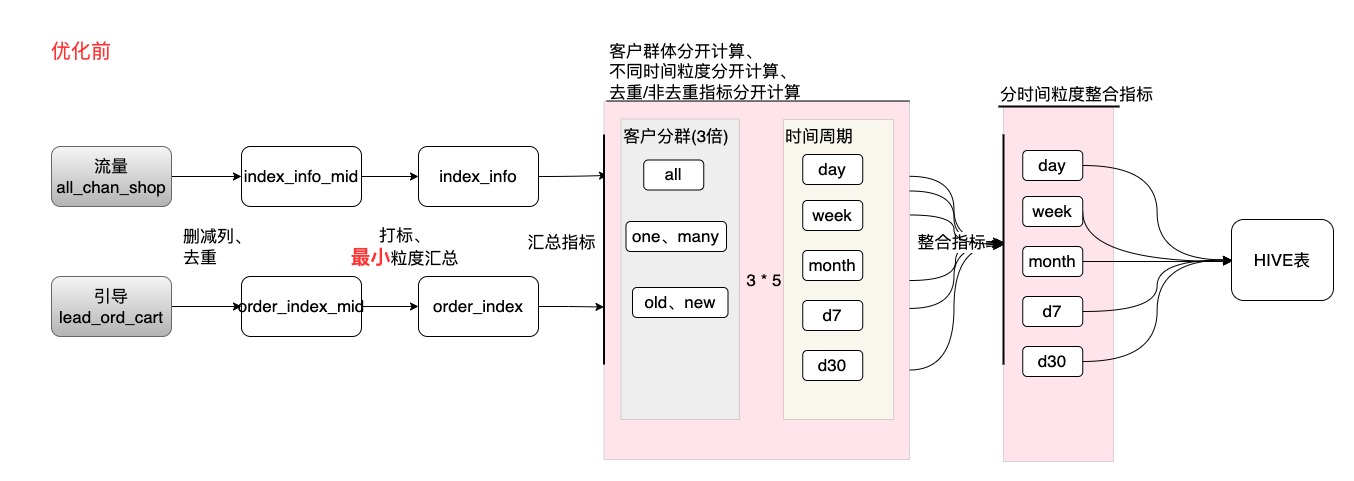 优化前
客户群体分开计算、
不同时间粒度分开计算、
去重/非去重指标分开计算
分时间粒度整合指标
流量
all_chan_shop
index_info_mid
index_info
删减列、
去重
打标、
最小粒度汇总
汇总指标
引导
lead_ord_cart
order_index_mid
order_index
客户分群(3倍)
all
one、many
old、new
3 * 5
时间周期
day
week
month
d7
d30
整合指标
day
week
month
d7
d30
HIVE表